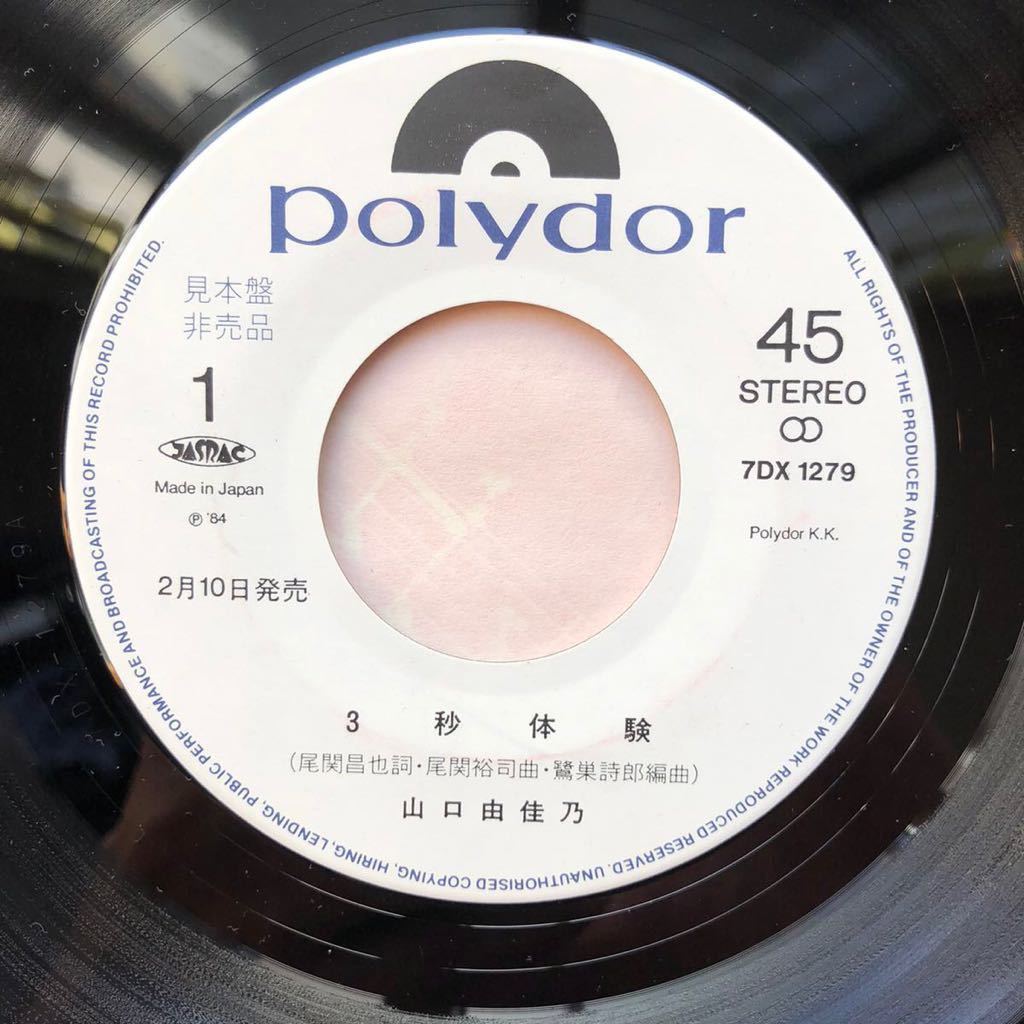 polydor
見本盤
非売品
1
JASRAC
Made in Japan
Ⓟ '84
2月10日発売
45
STEREO
7DX 1279
Polydor K.K.
3秒体験
(尾関昌也詞・尾関裕司曲・鷺巣詩郎編曲)
山口由佳乃
ALL RIGHTS OF THE PRODUCER AND OF THE OWNER OF THE WORK REPRODUCED RESERVED. UNAUTHORISED COPYING, HIRING, LENDING, PUBLIC PERFORMANCE AND BROADCASTING OF THIS RECORD PROHIBITED.